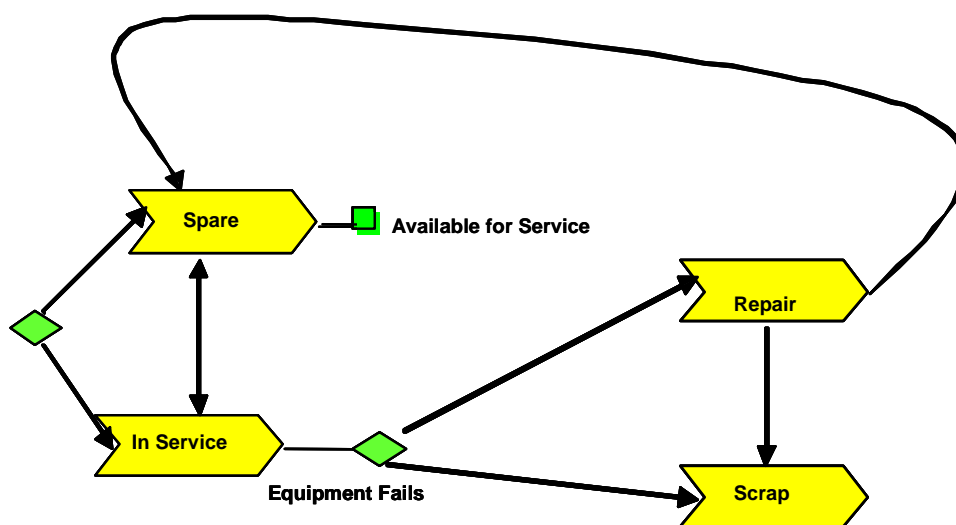 Spare
Available for Service
Repair
In Service
Equipment Fails
Scrap